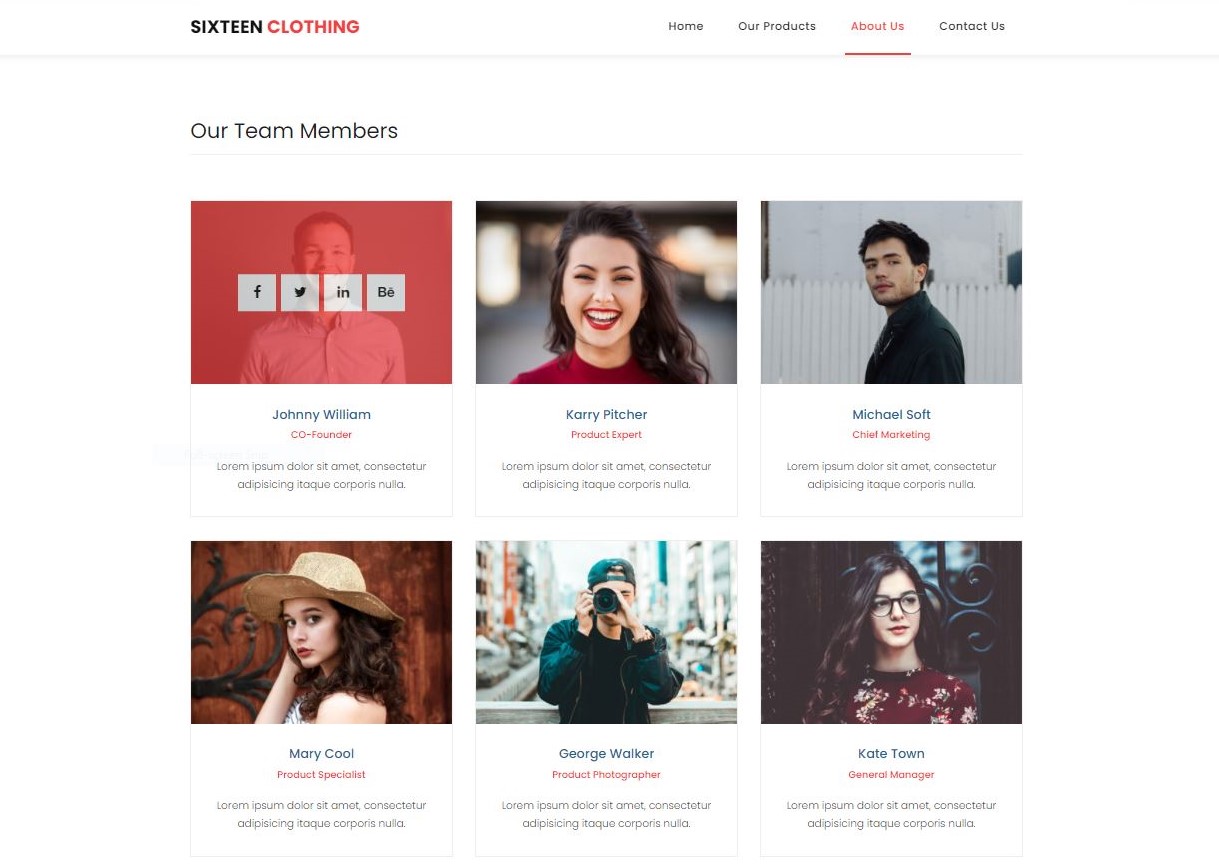 SIXTEEN CLOTHING
Home Our Products About Us Contact Us
Our Team Members
f in Bē
Johnny William
CO-Founder
Lorem ipsum dolor sit amet, consectetur
adipisicing itaque corporis nulla.
Karry Pitcher
Product Expert
Lorem ipsum dolor sit amet, consectetur
adipisicing itaque corporis nulla.
Michael Soft
Chief Marketing
Lorem ipsum dolor sit amet, consectetur
adipisicing itaque corporis nulla.
Mary Cool
Product Specialist
Lorem ipsum dolor sit amet, consectetur
adipisicing itaque corporis nulla.
George Walker
Product Photographer
Lorem ipsum dolor sit amet, consectetur
adipisicing itaque corporis nulla.
Kate Town
General Manager
Lorem ipsum dolor sit amet, consectetur
adipisicing itaque corporis nulla.